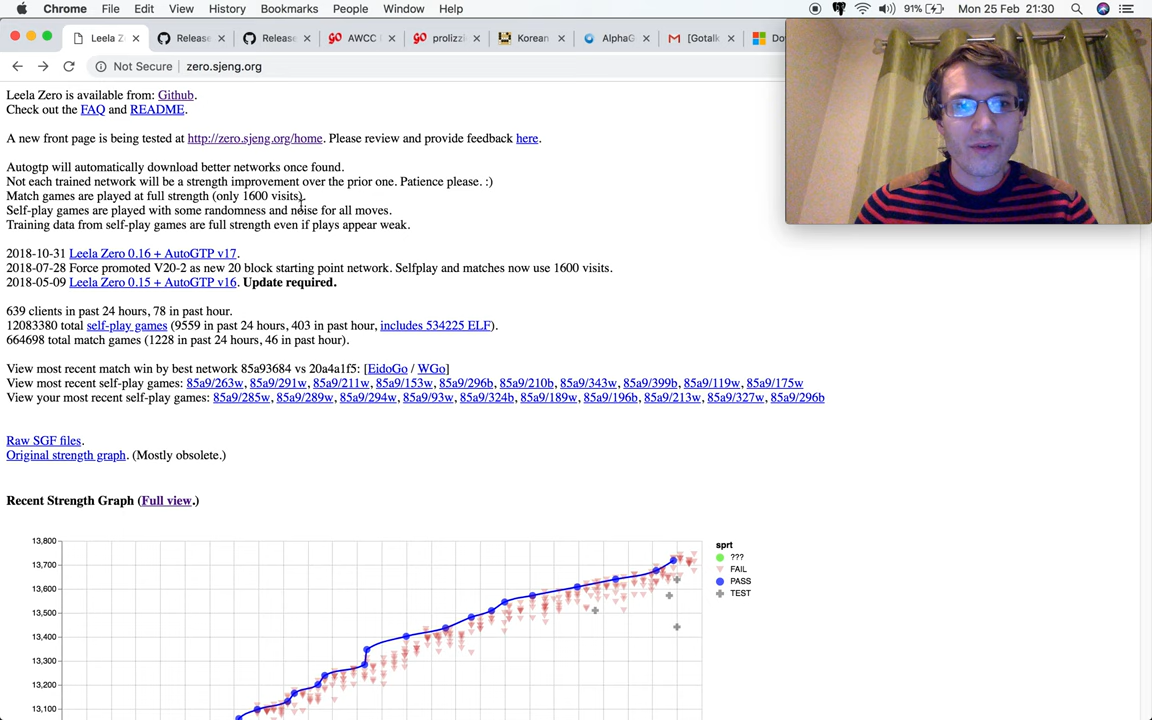 Chrome File Edit View History Bookmarks People Window Help 91% Mon 25 Feb 21:30
Leela Z Release Release AWCC prolizzi Korean AlphaG [Gotalk Do
Not Secure zero.sjeng.org
Leela Zero is available from: Github.
Check out the FAQ and README.
A new front page is being tested at http://zero.sjeng.org/home. Please review and provide feedback here.
Autogtp will automatically download better networks once found.
Not each trained network will be a strength improvement over the prior one. Patience please. :)
Match games are played at full strength (only 1600 visits).
Self-play games are played with some randomness and noise for all moves.
Training data from self-play games are full strength even if plays appear weak.
2018-10-31 Leela Zero 0.16 + AutoGTP v17.
2018-07-28 Force promoted V20-2 as new 20 block starting point network. Selfplay and matches now use 1600 visits.
2018-05-09 Leela Zero 0.15 + AutoGTP v16. Update required.
639 clients in past 24 hours, 78 in past hour.
12083380 total self-play games (9559 in past 24 hours, 403 in past hour, includes 534225 ELF).
664698 total match games (1228 in past 24 hours, 46 in past hour).
View most recent match win by best network 85a93684 vs 20a4a1f5: [EidoGo / WGo]
View most recent self-play games: 85a9/263w, 85a9/291w, 85a9/211w, 85a9/153w, 85a9/296b, 85a9/210b, 85a9/343w, 85a9/399b, 85a9/119w, 85a9/175w
View your most recent self-play games: 85a9/285w, 85a9/289w, 85a9/294w, 85a9/93w, 85a9/324b, 85a9/189w, 85a9/196b, 85a9/213w, 85a9/327w, 85a9/296b
Raw SGF files.
Original strength graph. (Mostly obsolete.)
Recent Strength Graph (Full view.)
13,800
13,700
13,600
13,500
13,400
13,300
13,200
13,100
sprt
???
FAIL
PASS
TEST